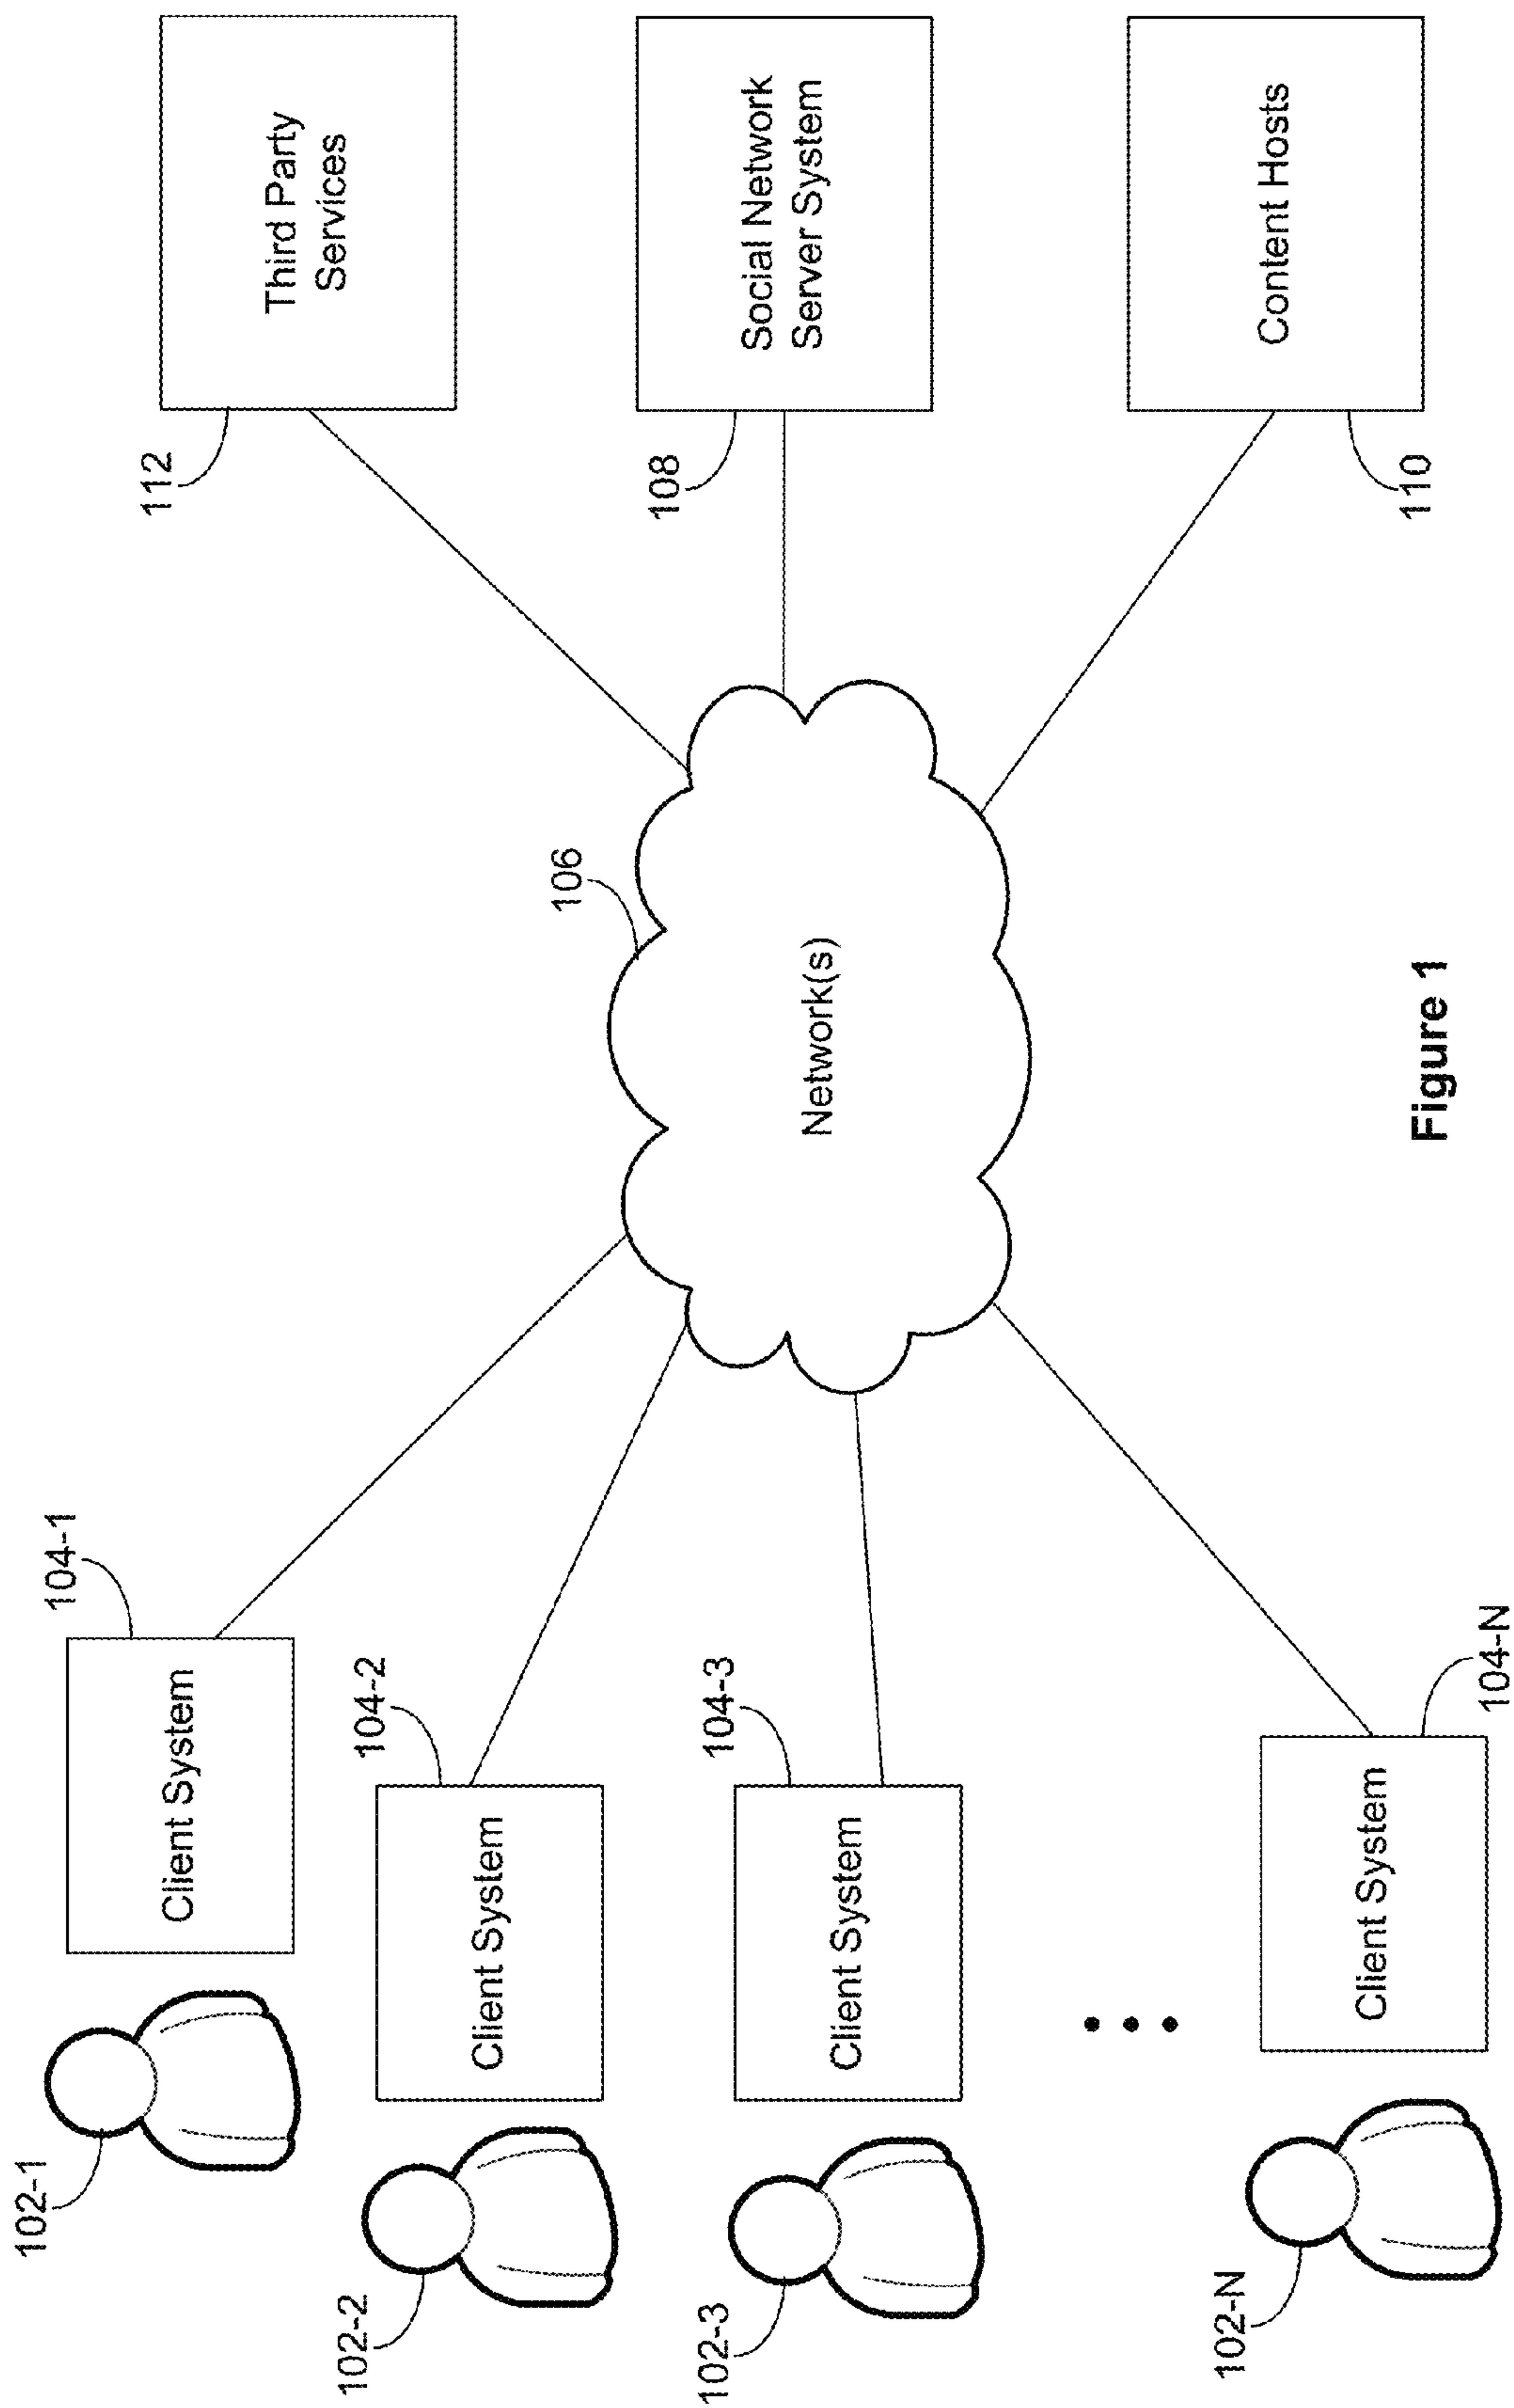 102-1
104-1
Client System
102-2
104-2
Client System
102-3
104-3
Client System
102-N
Client System
104-N
106
Network(s)
112
Third Party
Services
108
Social Network
Server System
Content Hosts
110
Figure 1